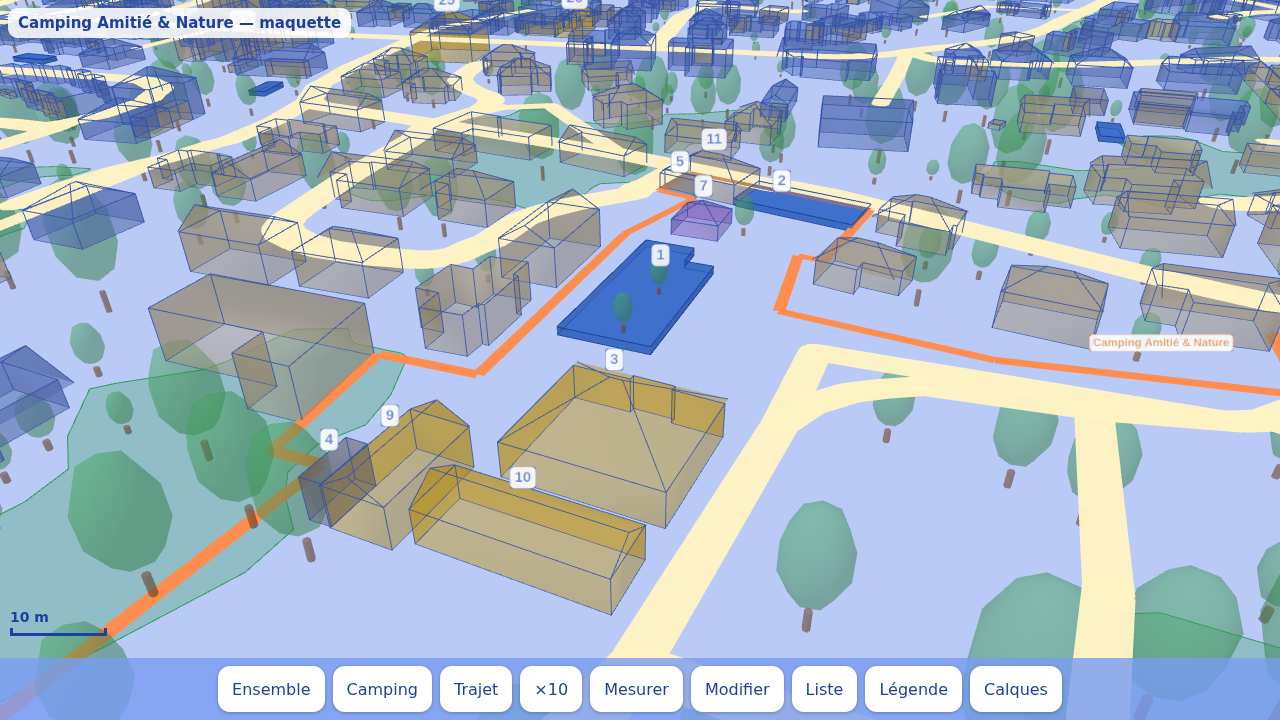 Camping Amitié & Nature — maquette
11
5
2
7
1
3
9
4
10
Camping Amitié & Nature
10 m
Ensemble
Camping
Trajet
×10
Mesurer
Modifier
Liste
Légende
Calques